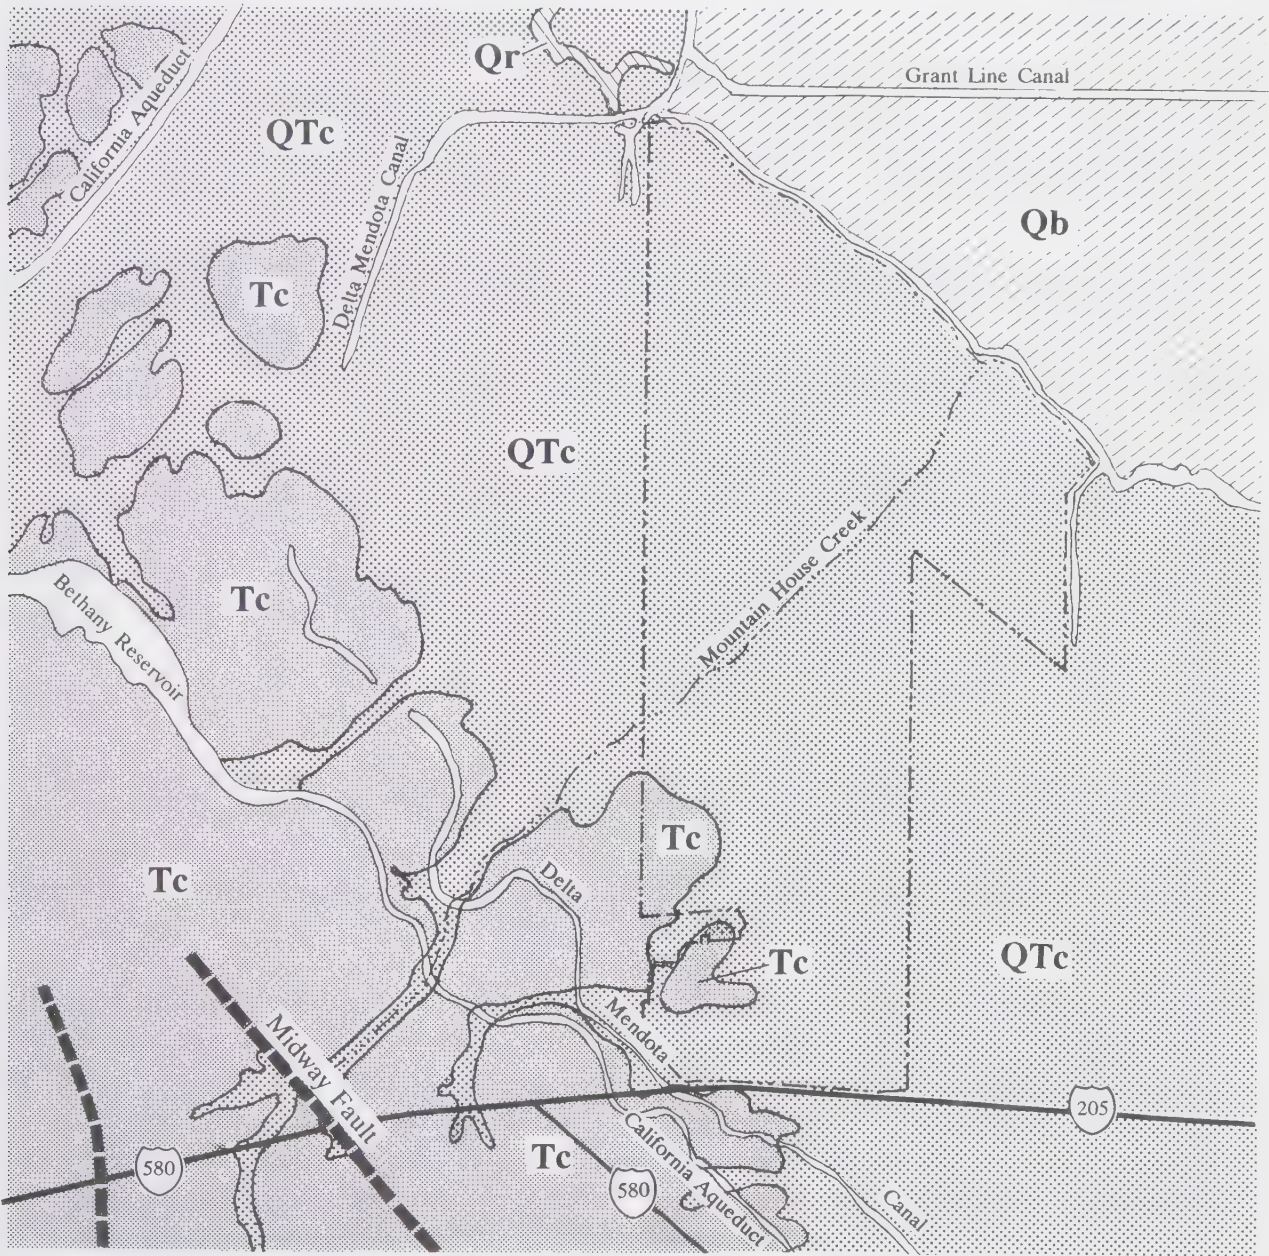 Qr
Grant Line Canal
California Aqueduct
QTc
Delta Mendota Canal
Qb
Tc
QTc
Mountain House Creek
Tc
Bethany Reservoir
Tc
Delta
Tc
Tc
QTc
Mendota
Midway Fault
205
580
Tc
California Aqueduct
580
Canal